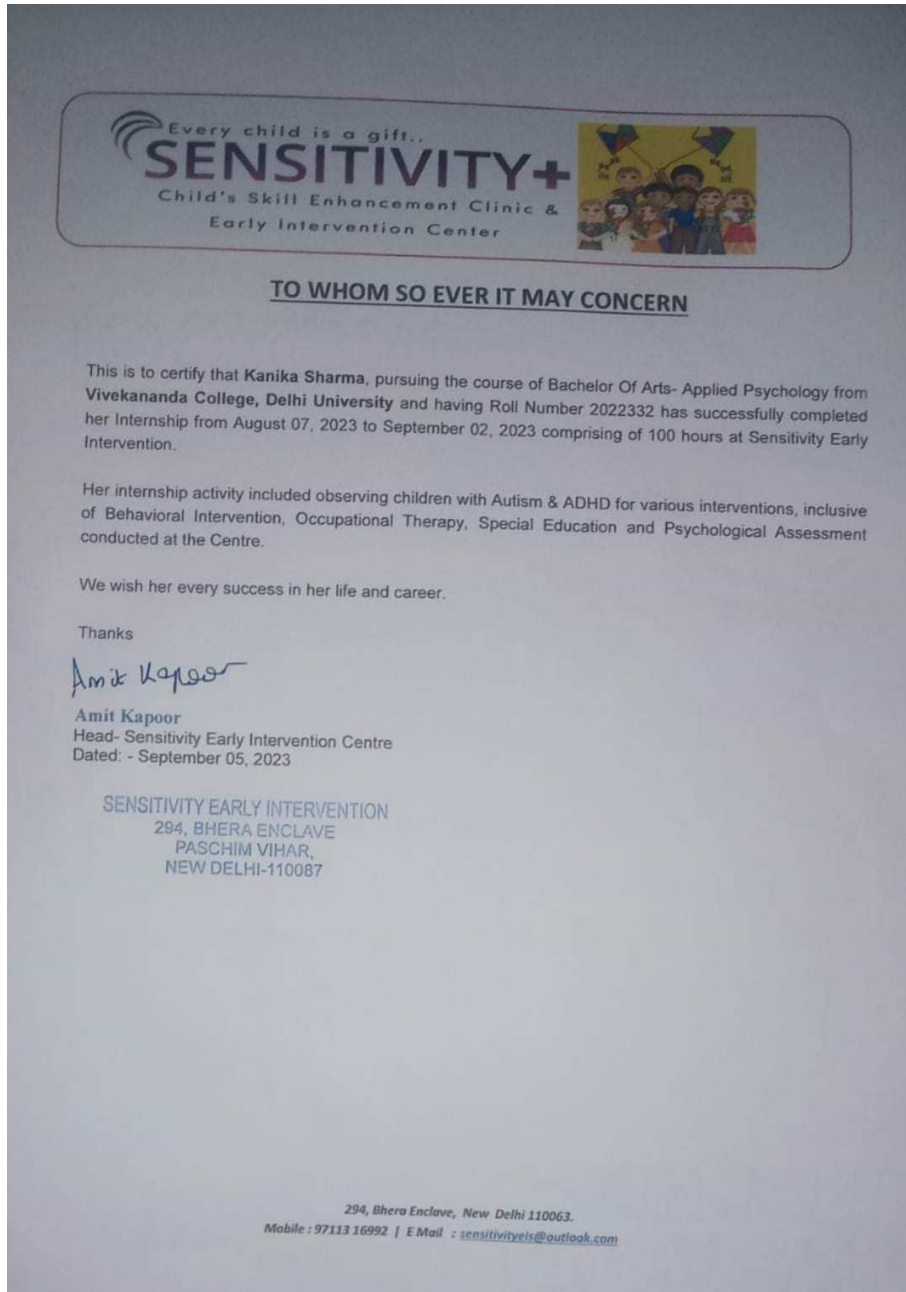 Every child is a gift..
SENSITIVITY+
Child's Skill Enhancement Clinic &
Early Intervention Center
TO WHOM SO EVER IT MAY CONCERN
This is to certify that Kanika Sharma, pursuing the course of Bachelor Of Arts- Applied Psychology from
Vivekananda College, Delhi University and having Roll Number 2022332 has successfully completed
her Internship from August 07, 2023 to September 02, 2023 comprising of 100 hours at Sensitivity Early
Intervention.
Her internship activity included observing children with Autism & ADHD for various interventions, inclusive
of Behavioral Intervention, Occupational Therapy, Special Education and Psychological Assessment
conducted at the Centre.
We wish her every success in her life and career.
Thanks
Amit Kapoor
Amit Kapoor
Head- Sensitivity Early Intervention Centre
Dated: - September 05, 2023
SENSITIVITY EARLY INTERVENTION
294, BHERA ENCLAVE
PASCHIM VIHAR,
NEW DELHI-110087
294, Bhera Enclave, New Delhi 110063.
Mobile : 97113 16992 | E Mail : sensitivityeis@outlook.com